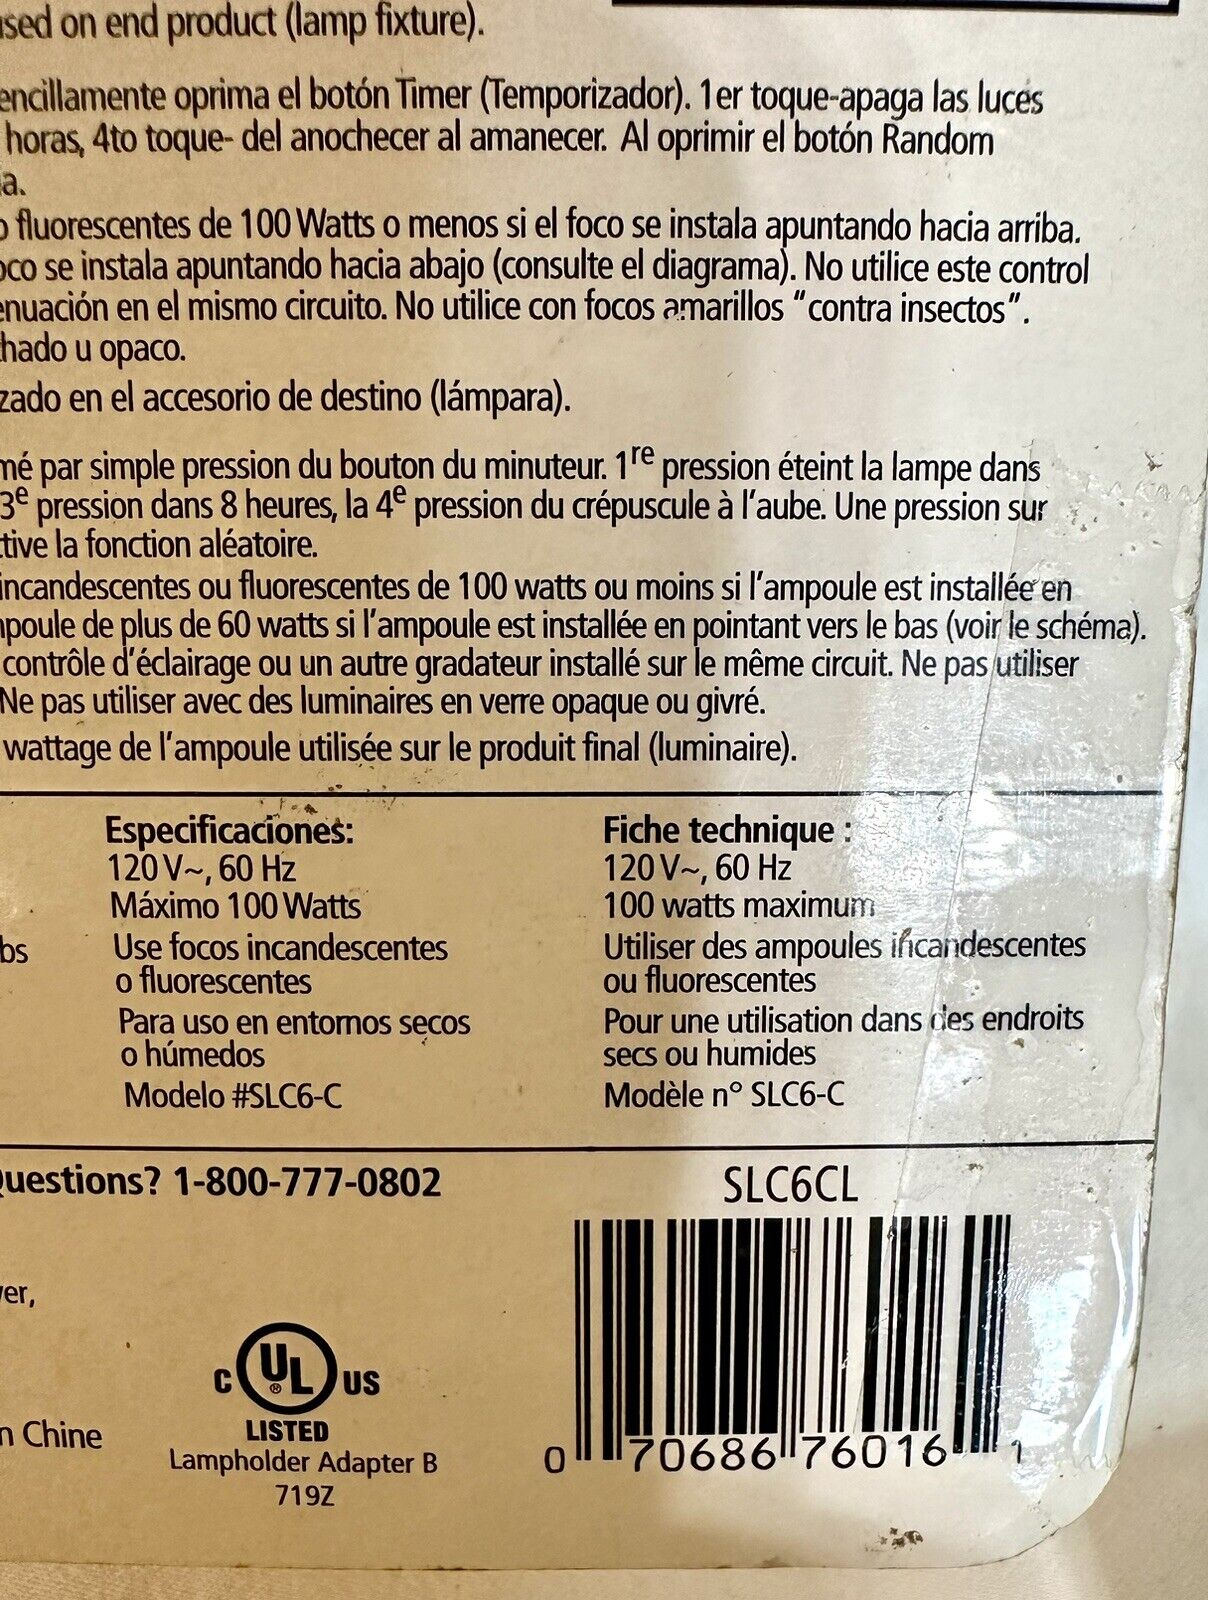 used on end product (lamp fixture).
encillamente oprima el botón Timer (Temporizador). 1er toque-apaga las luces
horas, 4to toque- del anochecer al amanecer. Al oprimir el botón Random
a.
o fluorescentes de 100 Watts o menos si el foco se instala apuntando hacia arriba.
oco se instala apuntando hacia abajo (consulte el diagrama). No utilice este control
enuación en el mismo circuito. No utilice con focos amarillos "contra insectos".
hado u opaco.
zado en el accesorio de destino (lámpara).
mé par simple pression du bouton du minuteur. 1re pression éteint la lampe dans
3e pression dans 8 heures, la 4e pression du crépuscule à l'aube. Une pression sur
tive la fonction aléatoire.
incandescentes ou fluorescentes de 100 watts ou moins si l'ampoule est installée en
mpoule de plus de 60 watts si l'ampoule est installée en pointant vers le bas (voir le schéma).
contrôle d'éclairage ou un autre gradateur installé sur le même circuit. Ne pas utiliser
Ne pas utiliser avec des luminaires en verre opaque ou givré.
wattage de l'ampoule utilisée sur le produit final (luminaire).
Especificaciones:
120 V~, 60 Hz
Máximo 100 Watts
bs
Use focos incandescentes
o fluorescentes
Para uso en entornos secos
o húmedos
Modelo #SLC6-C
Fiche technique :
120 V~, 60 Hz
100 watts maximum
Utiliser des ampoules incandescentes
ou fluorescentes
Pour une utilisation dans des endroits
secs ou humides
Modèle n° SLC6-C
Questions? 1-800-777-0802
SLC6CL
er,
n Chine
C UL ® US
LISTED
Lampholder Adapter B
719Z
0 70686 76016 1